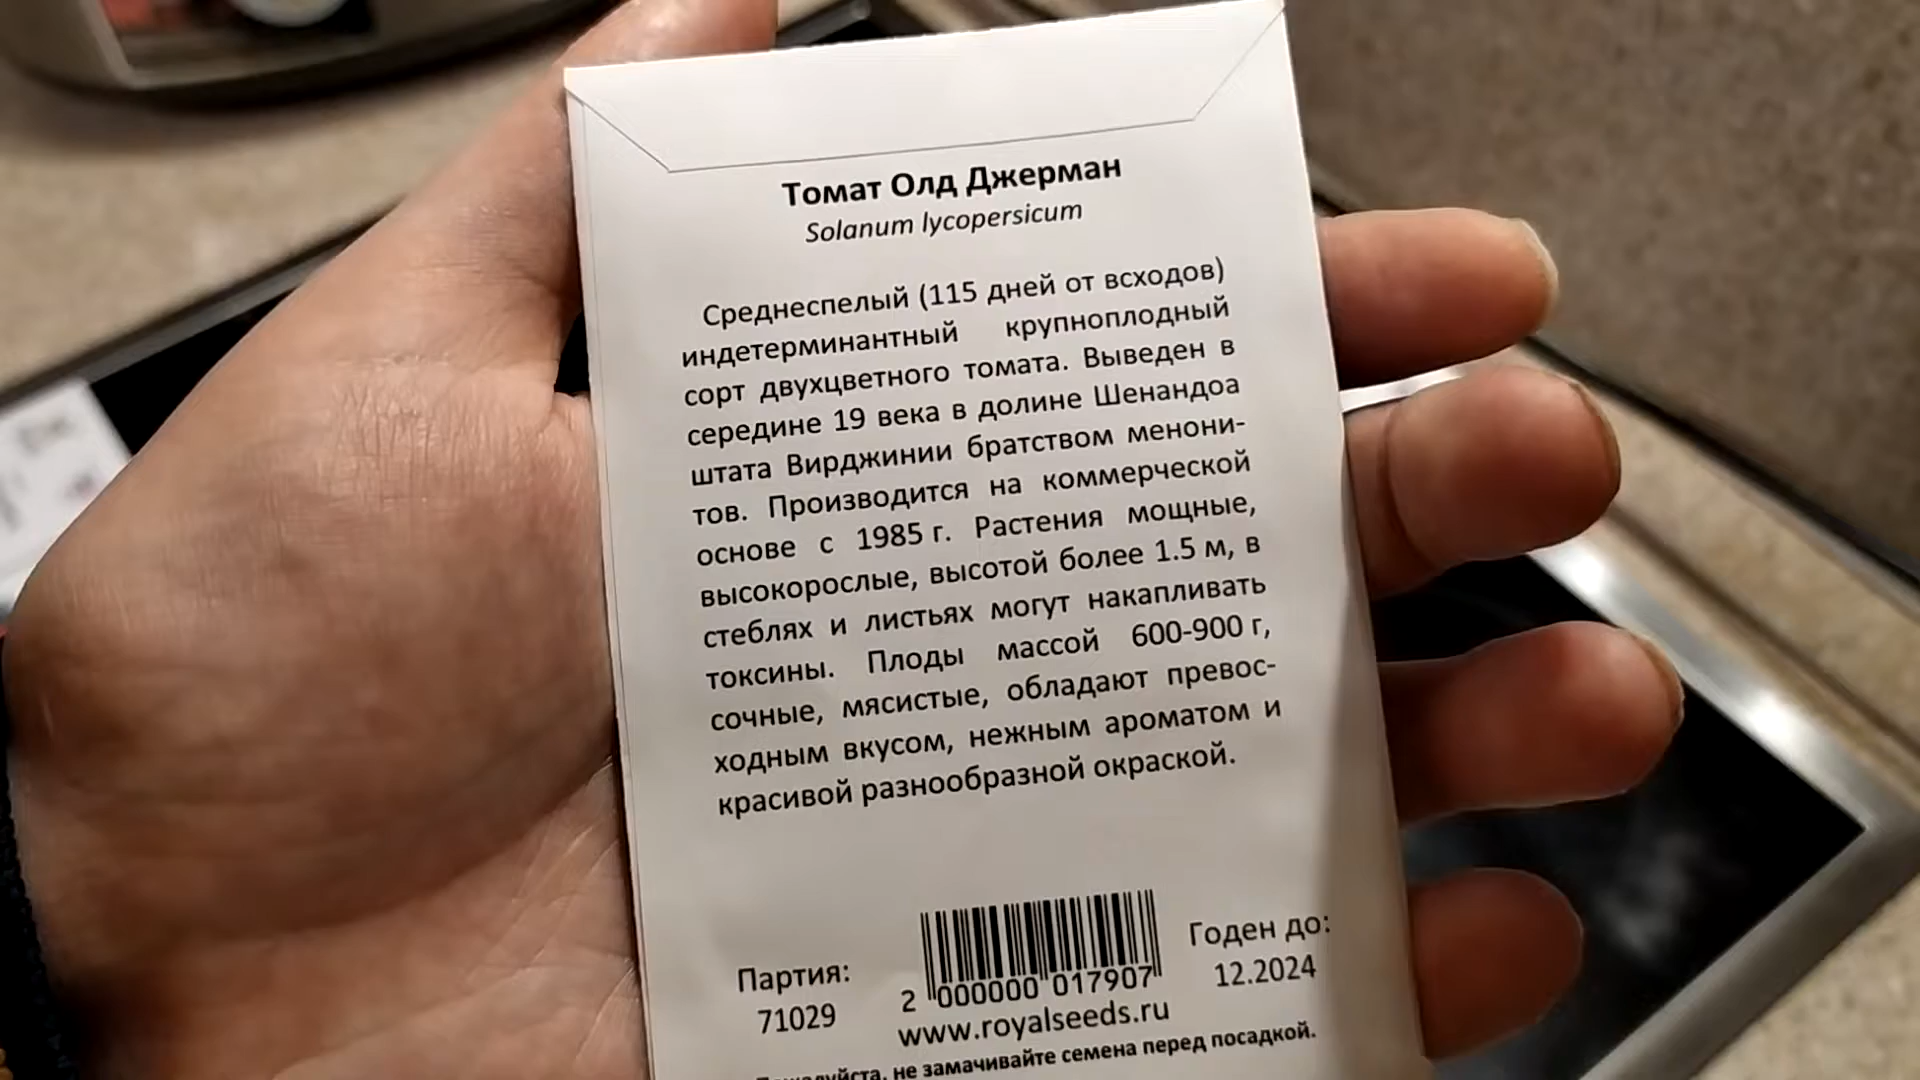 Томат Олд Джерман
Solanum lycopersicum
Среднеспелый (115 дней от всходов)
индетерминантный крупноплодный
сорт двухцветного томата. Выведен в
середине 19 века в долине Шенандоа
штата Вирджинии братством менони-
тов. Производится на коммерческой
основе с 1985 г. Растения мощные,
высокорослые, высотой более 1.5 м, в
стеблях и листьях могут накапливать
токсины. Плоды массой 600-900 г,
сочные, мясистые, обладают превос-
ходным вкусом, нежным ароматом и
красивой разнообразной окраской.
Партия:
71029
2 000000 017907
Годен до:
12.2024
www.royalseeds.ru
не замачивайте семена перед посадкой.